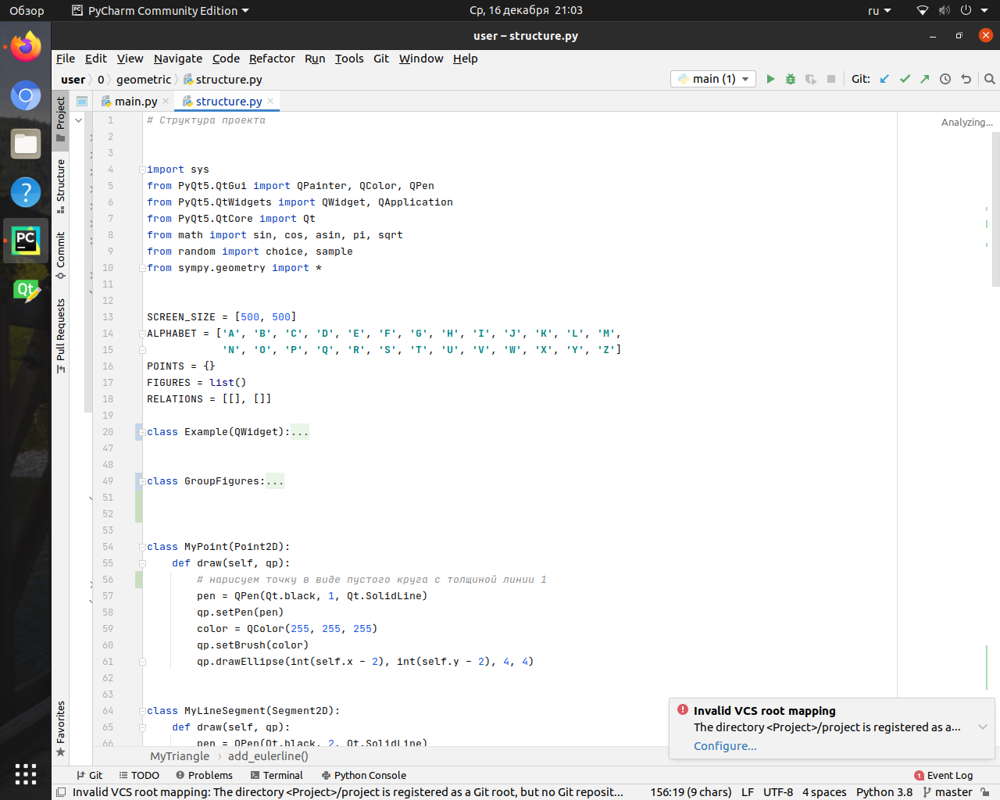 Обзор PyCharm Community Edition Ср, 16 декабря 21:03 ru
user – structure.py
File Edit View Navigate Code Refactor Run Tools Git Window Help
user 0 geometric structure.py main (1) Git:
Project main.py structure.py
Analyzing...
1 # Структура проекта
2
3
4 import sys
5 from PyQt5.QtGui import QPainter, QColor, QPen
6 from PyQt5.QtWidgets import QWidget, QApplication
7 from PyQt5.QtCore import Qt
8 from math import sin, cos, asin, pi, sqrt
9 from random import choice, sample
10 from sympy.geometry import *
11
12
13 SCREEN_SIZE = [500, 500]
14 ALPHABET = ['A', 'B', 'C', 'D', 'E', 'F', 'G', 'H', 'I', 'J', 'K', 'L', 'M',
15 'N', 'O', 'P', 'Q', 'R', 'S', 'T', 'U', 'V', 'W', 'X', 'Y', 'Z']
16 POINTS = {}
17 FIGURES = list()
18 RELATIONS = [[], []]
19
20 class Example(QWidget):...
47
48
49 class GroupFigures:...
51
52
53
54 class MyPoint(Point2D):
55 def draw(self, qp):
56 # нарисуем точку в виде пустого круга с толщиной линии 1
57 pen = QPen(Qt.black, 1, Qt.SolidLine)
58 qp.setPen(pen)
59 color = QColor(255, 255, 255)
60 qp.setBrush(color)
61 qp.drawEllipse(int(self.x - 2), int(self.y - 2), 4, 4)
62
63
64 class MyLineSegment(Segment2D):
65 def draw(self, qp):
66 pen = QPen(Qt.black, 2, Qt.SolidLine)
Structure
Commit
Pull Requests
Favorites
PC
Qt
Invalid VCS root mapping
The directory <Project>/project is registered as a...
Configure...
MyTriangle add_eulerline()
Git TODO Problems Terminal Python Console 1 Event Log
Invalid VCS root mapping: The directory <Project>/project is registered as a Git root, but no Git reposit... 156:19 (9 chars) LF UTF-8 4 spaces Python 3.8 master